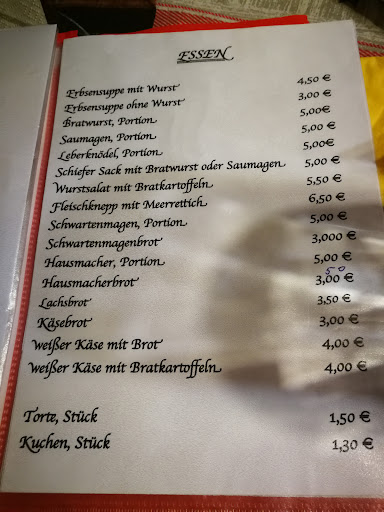 ESSEN
Erbsensuppe mit Wurst 4,50 €
Erbsensuppe ohne Wurst 3,00 €
Bratwurst, Portion 5,00€
Saumagen, Portion 5,00 €
Leberknödel, Portion 5,00€
Schiefer Sack mit Bratwurst oder Saumagen 5,00 €
Wurstsalat mit Bratkartoffeln 5,50 €
Fleischknepp mit Meerrettich 6,50 €
Schwartenmagen, Portion 5,00 €
Schwartenmagenbrot 3,000 €
Hausmacher, Portion 5,00 €
50
Hausmacherbrot 3,00 €
Lachsbrot 3,50 €
Käsebrot 3,00 €
weißer Käse mit Brot 4,00 €
weißer Käse mit Bratkartoffeln 4,00 €
Torte, Stück 1,50 €
Kuchen, Stück 1,30 €